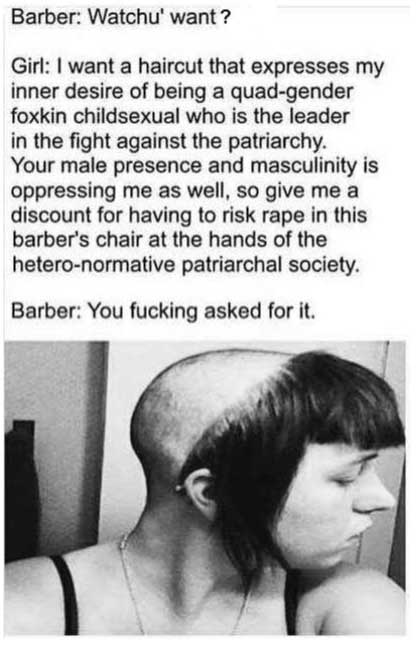 Barber: Watchu' want?
Girl: I want a haircut that expresses my
inner desire of being a quad-gender
foxkin childsexual who is the leader
in the fight against the patriarchy.
Your male presence and masculinity is
oppressing me as well, so give me a
discount for having to risk rape in this
barber's chair at the hands of the
hetero-normative patriarchal society.
Barber: You fucking asked for it.